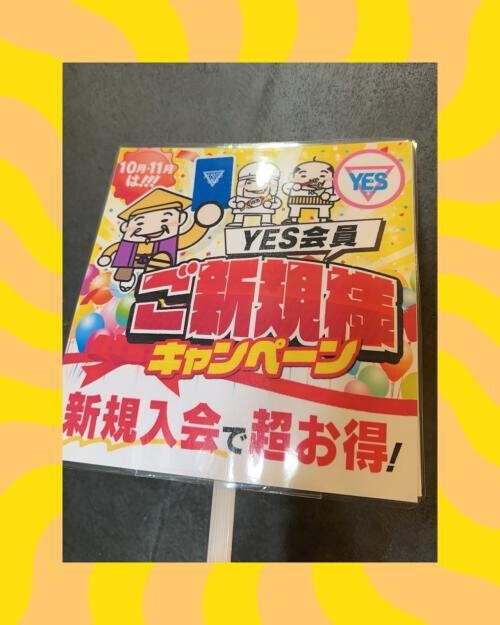 10月・11月
は!!!
YES
YES会員
ご新規様
キャンペーン
新規入会で超お得!